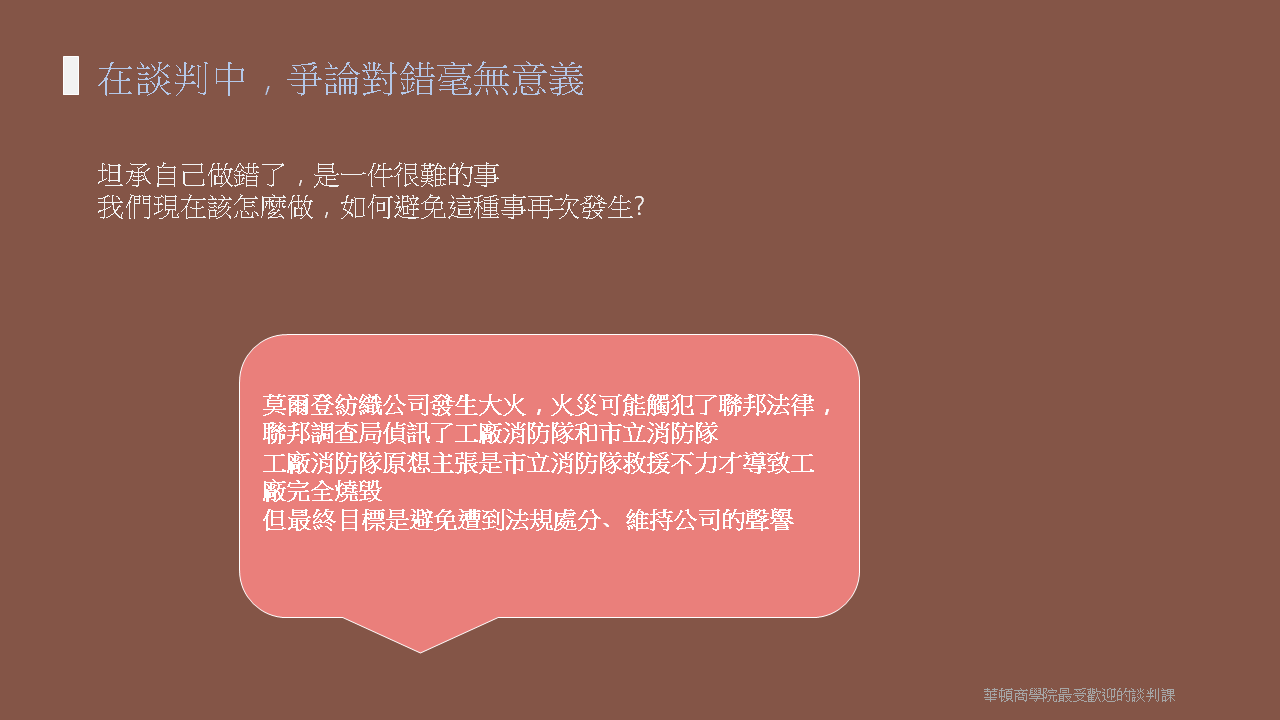 在談判中，爭論對錯毫無意義
坦承自己做錯了，是一件很難的事
我們現在該怎麼做，如何避免這種事再次發生?
莫爾登紡織公司發生大火，火災可能觸犯了聯邦法律，
聯邦調查局偵訊了工廠消防隊和市立消防隊
工廠消防隊原想主張是市立消防隊救援不力才導致工
廠完全燒毀
但最終目標是避免遭到法規處分、維持公司的聲譽
華頓商學院最受歡迎的談判課